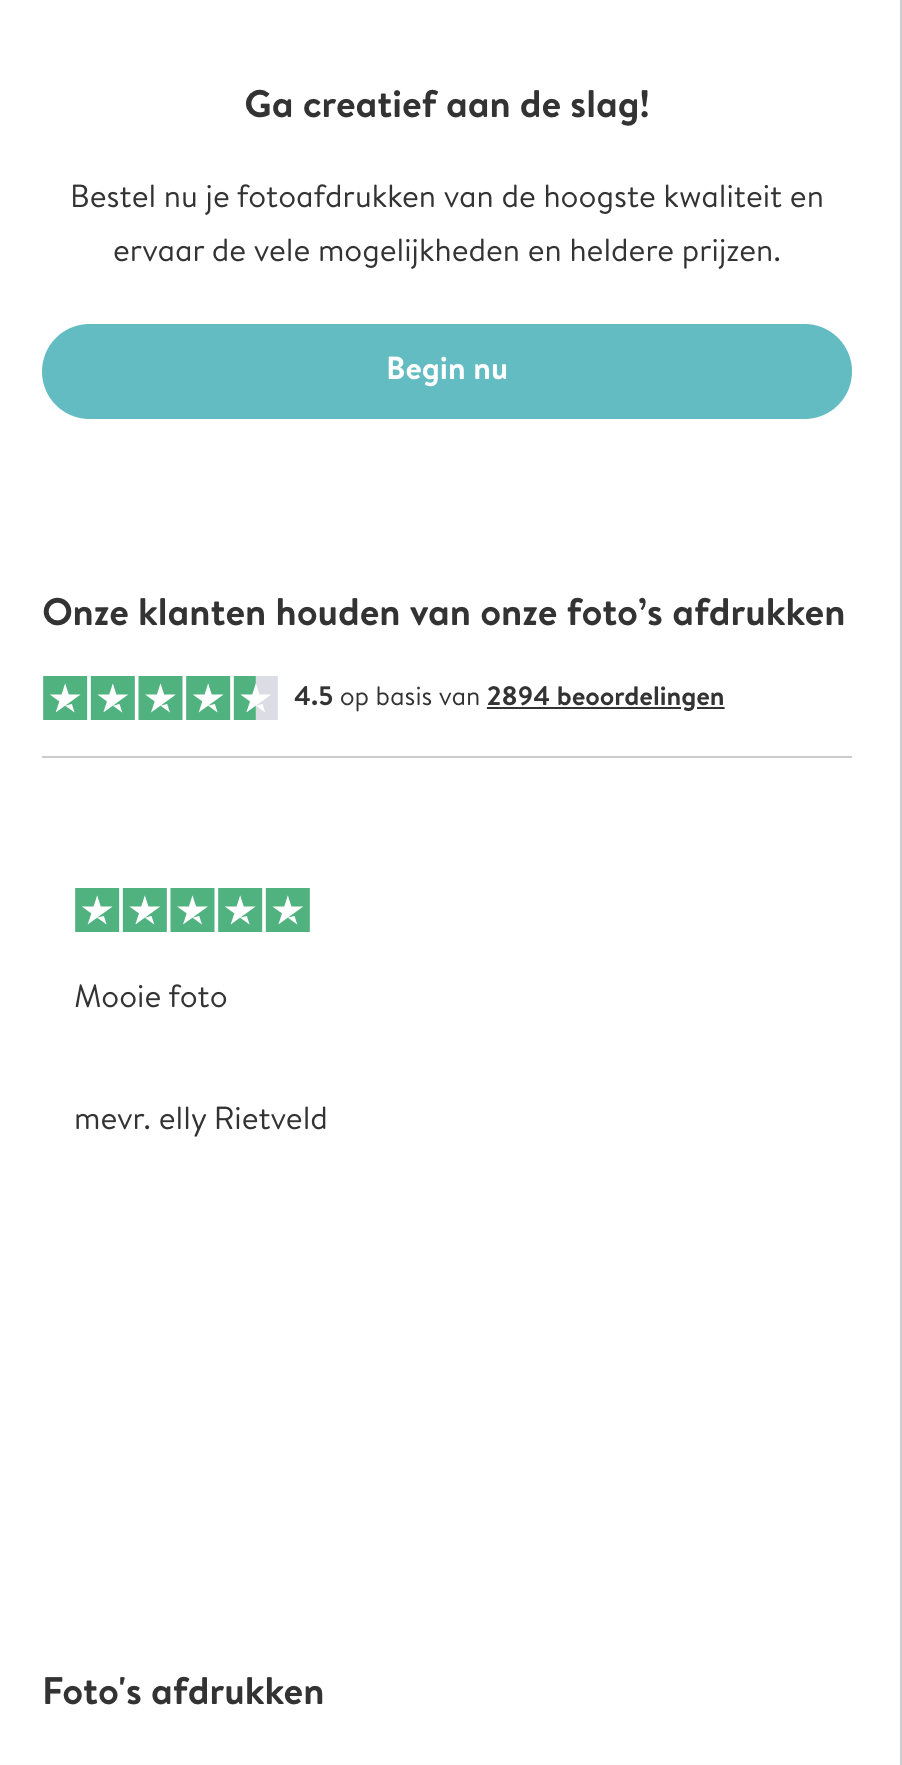 Ga creatief aan de slag!
Bestel nu je fotoafdrukken van de hoogste kwaliteit en
ervaar de vele mogelijkheden en heldere prijzen.
Begin nu
Onze klanten houden van onze foto’s afdrukken
4.5 op basis van 2894 beoordelingen
Mooie foto
mevr. elly Rietveld
Foto's afdrukken